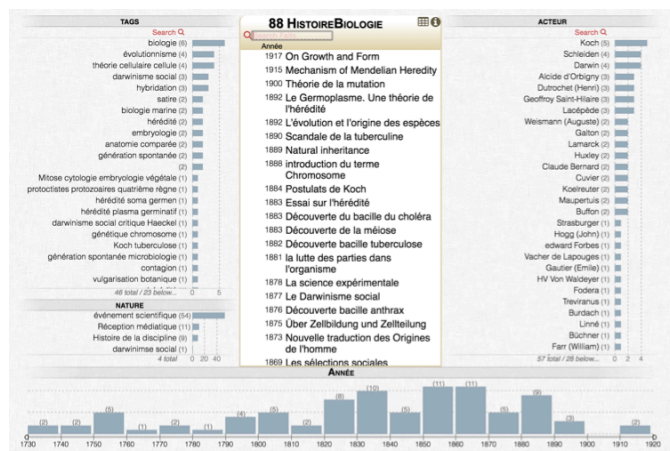 TAGS
Search
biologie (6)
évolutionnisme (4)
théorie cellulaire cellule (4)
darwinisme social (3)
hybridation (3)
satire (2)
biologie marine (2)
hérédité (2)
embryologie (2)
anatomie comparée (2)
génération spontanée (2)
(2)
Mitose cytologie embryologie végétale (1)
protoctistes protozoaires quatrième règne (1)
hérédité soma germen (1)
hérédité plasma germinatif (1)
darwinisme social critique Haeckel (1)
génétique chromosome (1)
Koch tuberculose (1)
génération spontanée microbiologie (1)
contagion (1)
vulgarisation botanique (1)
46 total / 23 below...
0 5
NATURE
événement scientifique (54)
Réception médiatique (11)
Histoire de la discipline (9)
darwinimse social (1)
4 total
0 20 40
88 HISTOIREBIOLOGIE
Année
1917 On Growth and Form
1915 Mechanism of Mendelian Heredity
1900 Théorie de la mutation
1892 Le Germoplasme. Une théorie de
l'hérédité
1892 L'évolution et l'origine des espèces
1890 Scandale de la tuberculine
1889 Natural inheritance
1888 introduction du terme
Chromosome
1884 Postulats de Koch
1883 Essai sur l'hérédité
1883 Découverte du bacille du choléra
1883 Découverte de la méiose
1882 Découverte bacille tuberculose
1881 la lutte des parties dans
l'organisme
1878 La science expérimentale
1877 Le Darwinisme social
1876 Découverte bacille anthrax
1875 Über Zellbildung und Zellteilung
1873 Nouvelle traduction des Origines
de l'homme
1869 Les sélections sociales
ACTEUR
Search
Koch (5)
Schleiden (4)
Darwin (4)
Alcide d'Orbigny (3)
Dutrochet (Henri) (3)
Geoffroy Saint-Hilaire (3)
Lacépède (3)
Weismann (Auguste) (2)
Galton (2)
Lamarck (2)
Huxley (2)
Claude Bernard (2)
Cuvier (2)
Koelreuter (2)
Maupertuis (2)
Buffon (2)
Strasburger (1)
Hogg (John) (1)
edward Forbes (1)
Vacher de Lapouges (1)
Gautier (Emile) (1)
HV Von Waldeyer (1)
Fodera (1)
Treviranus (1)
Burdach (1)
Linné (1)
Büchner (1)
Farr (William) (1)
57 total / 28 below...
0 2 4
ANNÉE
(2) (2) (5) (1) (2) (1) (4) (5) (2) (8) (10) (5) (11) (11) (5) (9) (3) (2)
0 0
1730 1740 1750 1760 1770 1780 1790 1800 1810 1820 1830 1840 1850 1860 1870 1880 1890 1900 1910 1920